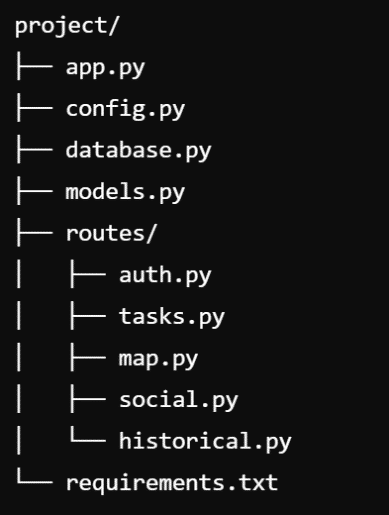 project/
├── app.py
├── config.py
├── database.py
├── models.py
├── routes/
│   ├── auth.py
│   ├── tasks.py
│   ├── map.py
│   ├── social.py
│   └── historical.py
└── requirements.txt